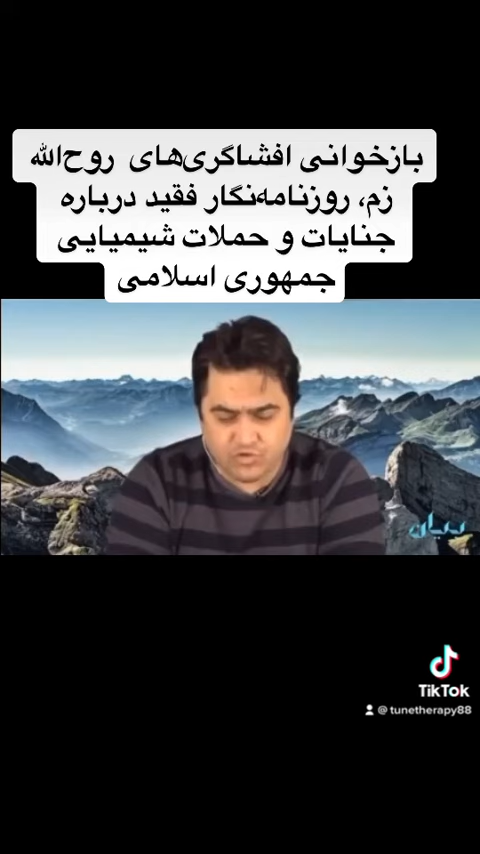 بازخوانی افشاگری‌های روح‌الله
زم، روزنامه‌نگار فقید درباره
جنایات و حملات شیمیایی
جمهوری اسلامی
TikTok
@tunetherapy88